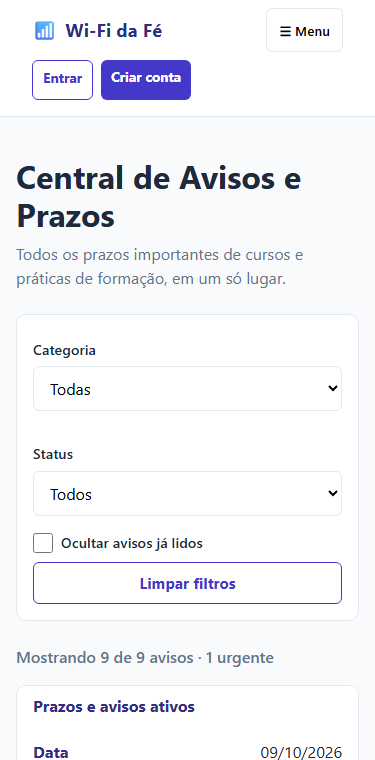 Wi-Fi da Fé
☰ Menu
Entrar
Criar conta
Central de Avisos e
Prazos
Todos os prazos importantes de cursos e
práticas de formação, em um só lugar.
Categoria
Todas
Status
Todos
Ocultar avisos já lidos
Limpar filtros
Mostrando 9 de 9 avisos · 1 urgente
Prazos e avisos ativos
Data 09/10/2026